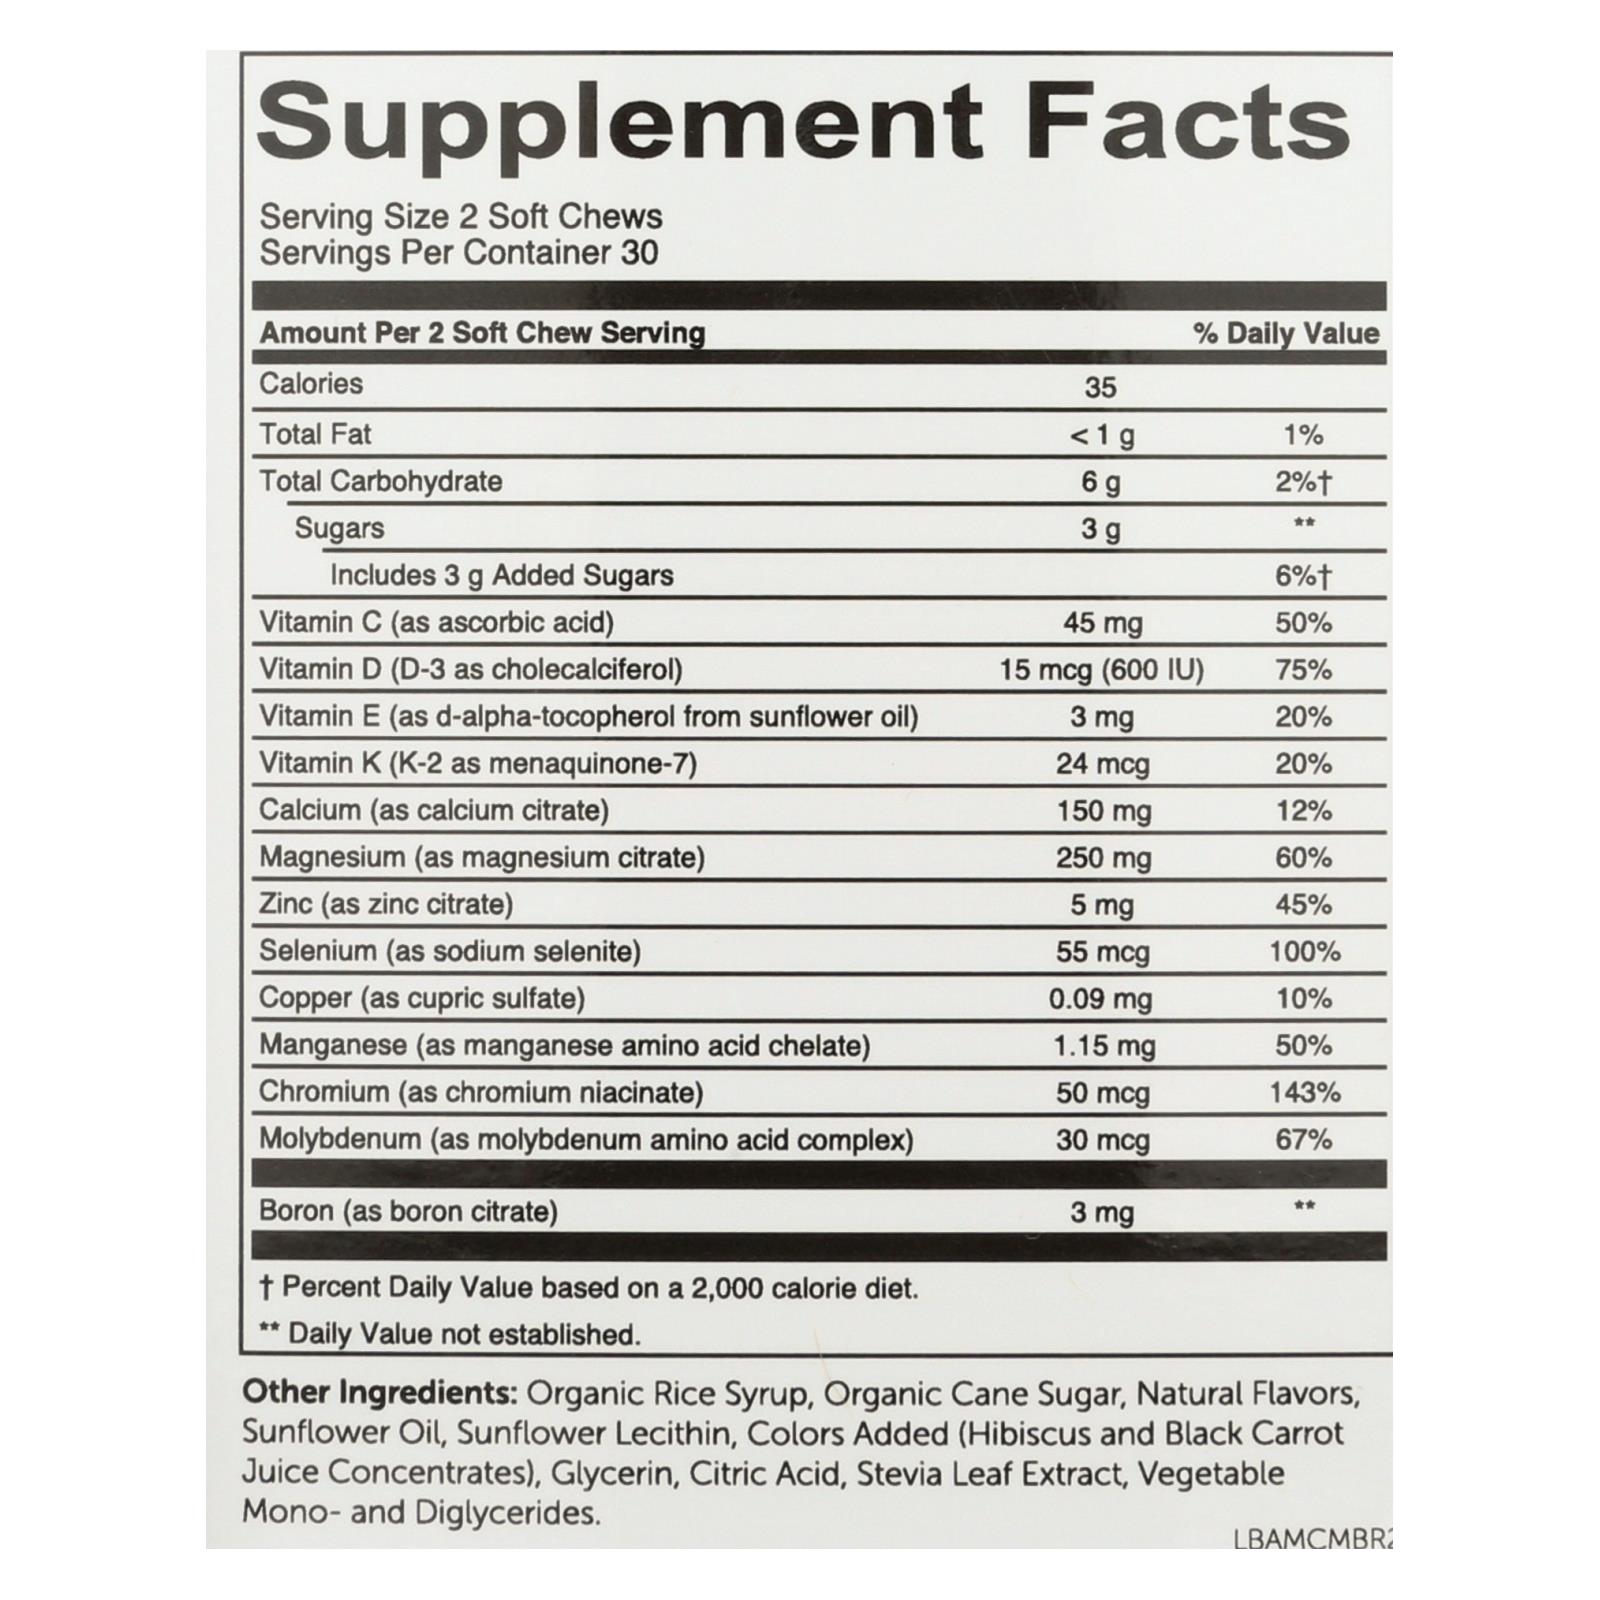 Supplement Facts
Serving Size 2 Soft Chews
Servings Per Container 30
Amount Per 2 Soft Chew Serving % Daily Value
Calories 35
Total Fat < 1 g 1%
Total Carbohydrate 6 g 2%†
Sugars 3 g **
Includes 3 g Added Sugars 6%†
Vitamin C (as ascorbic acid) 45 mg 50%
Vitamin D (D-3 as cholecalciferol) 15 mcg (600 IU) 75%
Vitamin E (as d-alpha-tocopherol from sunflower oil) 3 mg 20%
Vitamin K (K-2 as menaquinone-7) 24 mcg 20%
Calcium (as calcium citrate) 150 mg 12%
Magnesium (as magnesium citrate) 250 mg 60%
Zinc (as zinc citrate) 5 mg 45%
Selenium (as sodium selenite) 55 mcg 100%
Copper (as cupric sulfate) 0.09 mg 10%
Manganese (as manganese amino acid chelate) 1.15 mg 50%
Chromium (as chromium niacinate) 50 mcg 143%
Molybdenum (as molybdenum amino acid complex) 30 mcg 67%
Boron (as boron citrate) 3 mg **
† Percent Daily Value based on a 2,000 calorie diet.
** Daily Value not established.
Other Ingredients: Organic Rice Syrup, Organic Cane Sugar, Natural Flavors,
Sunflower Oil, Sunflower Lecithin, Colors Added (Hibiscus and Black Carrot
Juice Concentrates), Glycerin, Citric Acid, Stevia Leaf Extract, Vegetable
Mono- and Diglycerides.
LBAMCMBR2